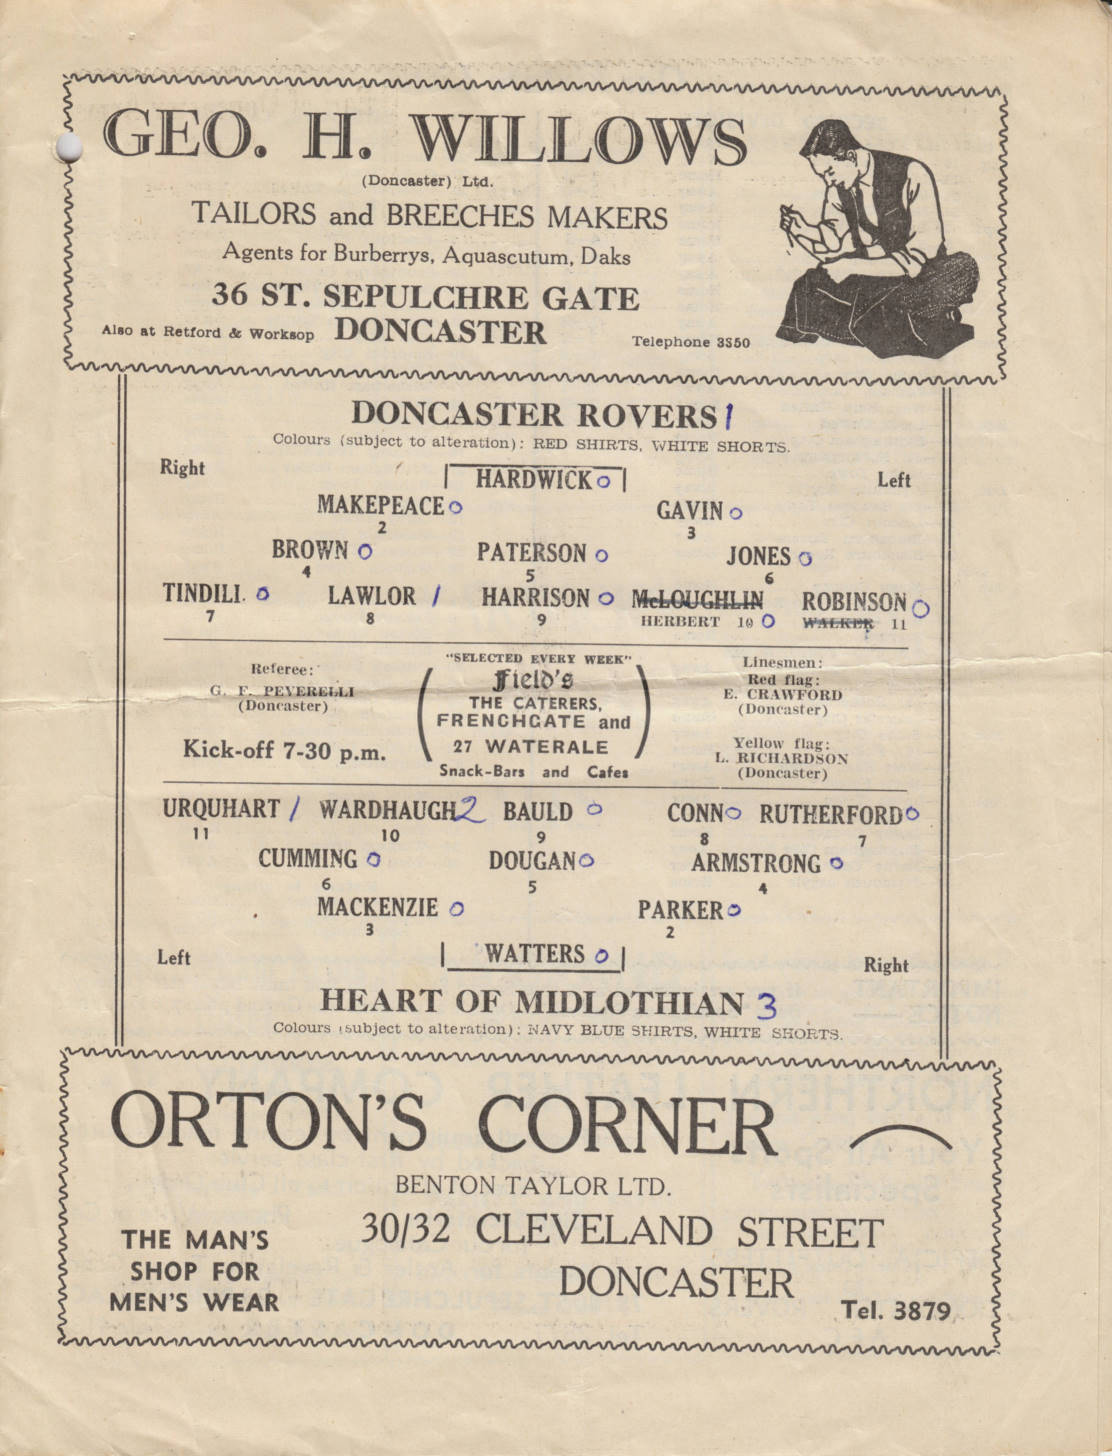 GEO. H. WILLOWS
(Doncaster) Ltd.
TAILORS and BREECHES MAKERS
Agents for Burberrys, Aquascutum, Daks
36 ST. SEPULCHRE GATE
Also at Retford & Worksop DONCASTER Telephone 3350
DONCASTER ROVERS 1
Colours (subject to alteration): RED SHIRTS, WHITE SHORTS.
Right Left
HARDWICK O
MAKEPEACE O GAVIN O
2 3
BROWN O PATERSON O JONES O
4 5 6
TINDILL O LAWLOR / HARRISON O McLOUGHLIN ROBINSON O
7 8 9 HERBERT 10 O WALKER 11
"SELECTED EVERY WEEK"
Field's
THE CATERERS,
FRENCHGATE and
27 WATERALE
Snack-Bars and Cafes
Referee:
G. F. PEVERELLI
(Doncaster)
Kick-off 7-30 p.m.
Linesmen:
Red flag:
E. CRAWFORD
(Doncaster)
Yellow flag:
L. RICHARDSON
(Doncaster)
URQUHART / WARDHAUGH 2 BAULD O CONN O RUTHERFORD O
11 10 9 8 7
CUMMING O DOUGAN O ARMSTRONG O
6 5 4
MACKENZIE O PARKER O
3 2
WATTERS O
Left Right
HEART OF MIDLOTHIAN 3
Colours (subject to alteration): NAVY BLUE SHIRTS, WHITE SHORTS.
ORTON'S CORNER
BENTON TAYLOR LTD.
30/32 CLEVELAND STREET
DONCASTER
THE MAN'S
SHOP FOR
MEN'S WEAR
Tel. 3879